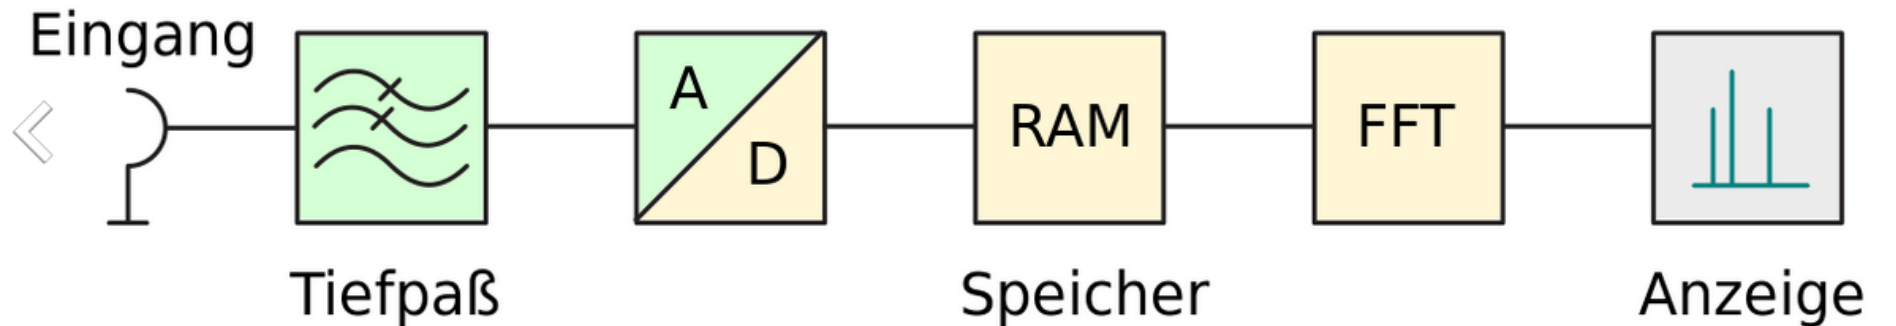 Eingang
A
D
RAM
FFT
Tiefpaß
Speicher
Anzeige